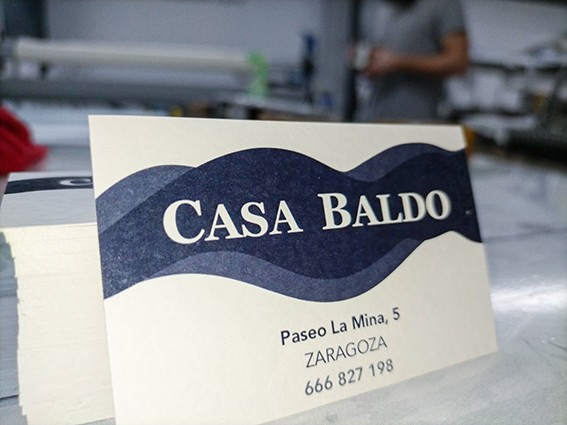 CASA BALDO
Paseo La Mina, 5
ZARAGOZA
666 827 198